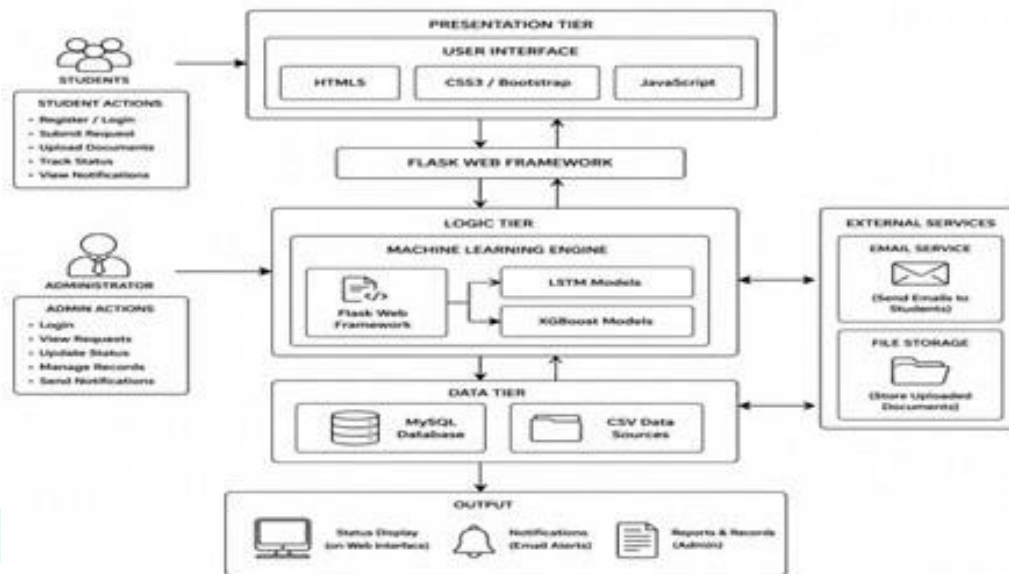 PRESENTATION TIER
USER INTERFACE
HTML5
CSS3 / Bootstrap
JavaScript
STUDENTS
STUDENT ACTIONS
• Register / Login
• Submit Request
• Upload Documents
• Track Status
• View Notifications
FLASK WEB FRAMEWORK
LOGIC TIER
MACHINE LEARNING ENGINE
Flask Web
Framework
LSTM Models
XGBoost Models
ADMINISTRATOR
ADMIN ACTIONS
• Login
• View Requests
• Update Status
• Manage Records
• Send Notifications
EXTERNAL SERVICES
EMAIL SERVICE
(Send Emails to
Students)
FILE STORAGE
(Store Uploaded
Documents)
DATA TIER
MySQL
Database
CSV Data
Sources
OUTPUT
Status Display
(on Web Interface)
Notifications
(Email Alerts)
Reports & Records
(Admin)